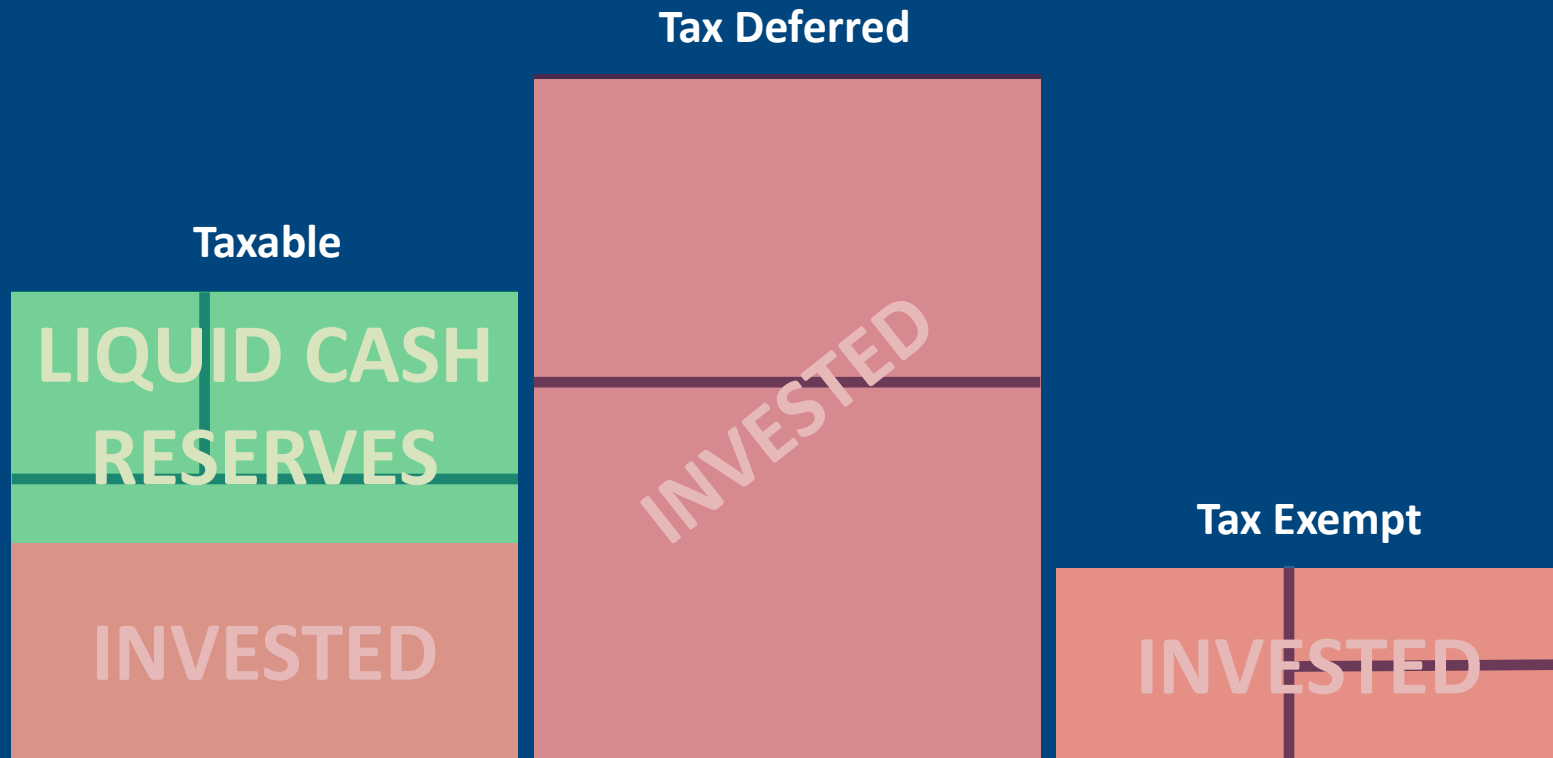 Tax Deferred
Taxable
LIQUID CASH
RESERVES
INVESTED
INVESTED
Tax Exempt
INVESTED